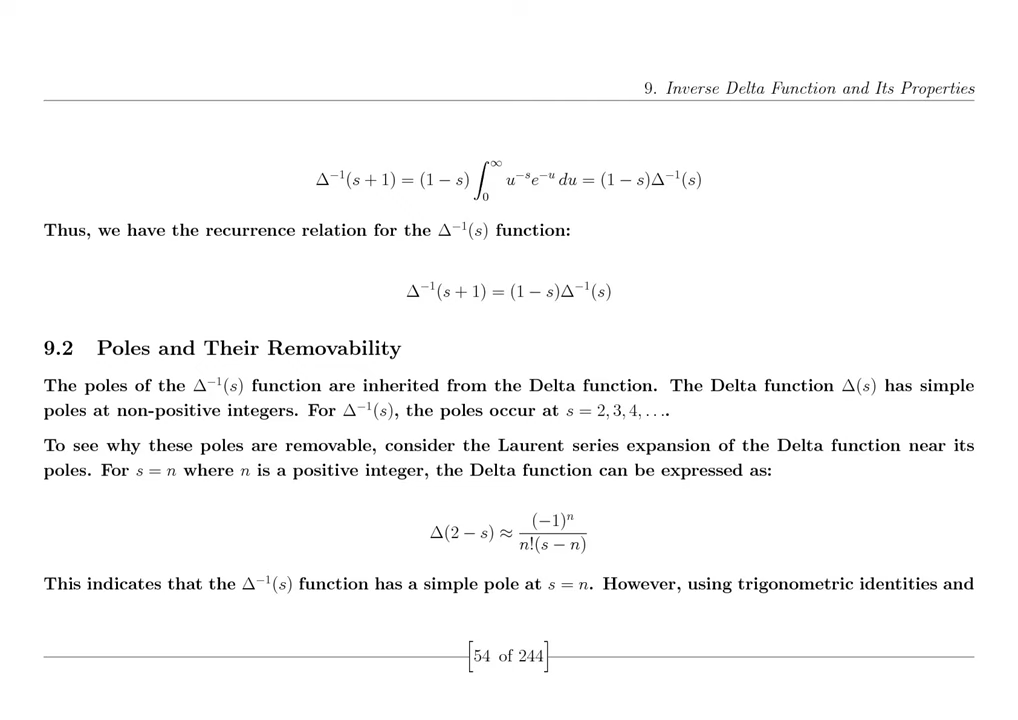 9. Inverse Delta Function and Its Properties
Δ⁻¹(s + 1) = (1 − s) ∫₀^∞ u⁻ˢe⁻ᵘ du = (1 − s)Δ⁻¹(s)
Thus, we have the recurrence relation for the Δ⁻¹(s) function:
Δ⁻¹(s + 1) = (1 − s)Δ⁻¹(s)
9.2 Poles and Their Removability
The poles of the Δ⁻¹(s) function are inherited from the Delta function. The Delta function Δ(s) has simple
poles at non-positive integers. For Δ⁻¹(s), the poles occur at s = 2, 3, 4, . . ..
To see why these poles are removable, consider the Laurent series expansion of the Delta function near its
poles. For s = n where n is a positive integer, the Delta function can be expressed as:
Δ(2 − s) ≈ (−1)ⁿ / n!(s − n)
This indicates that the Δ⁻¹(s) function has a simple pole at s = n. However, using trigonometric identities and
[54 of 244]